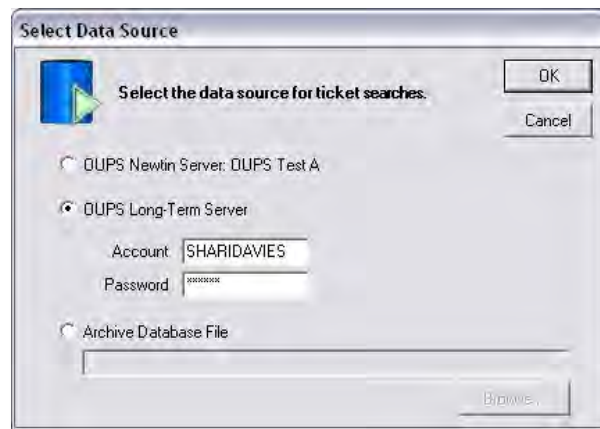 Select Data Source
Select the data source for ticket searches.
OK
Cancel
OUPS Newtin Server: OUPS Test A
OUPS Long-Term Server
Account SHARIDAVIES
Password ******
Archive Database File
Browse...